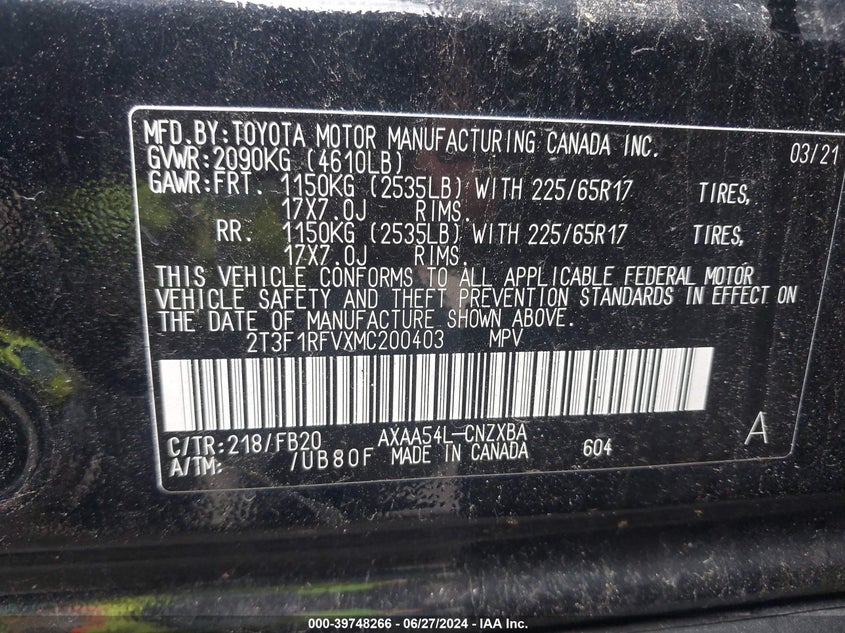 MFD.BY:TOYOTA MOTOR MANUFACTURING CANADA INC. 03/21
GVWR:2090KG (4610LB)
GAWR:FRT. 1150KG (2535LB) WITH 225/65R17 TIRES,
17X7.0J RIMS.
RR. 1150KG (2535LB) WITH 225/65R17 TIRES,
17X7.0J RIMS.
THIS VEHICLE CONFORMS TO ALL APPLICABLE FEDERAL MOTOR
VEHICLE SAFETY AND THEFT PREVENTION STANDARDS IN EFFECT ON
THE DATE OF MANUFACTURE SHOWN ABOVE.
2T3F1RFVXMC200403 MPV
C/TR:218/FB20 AXAA54L-CNZXBA A
A/TM: /UB80F MADE IN CANADA 604
000-39748266 - 06/27/2024 - IAA Inc.